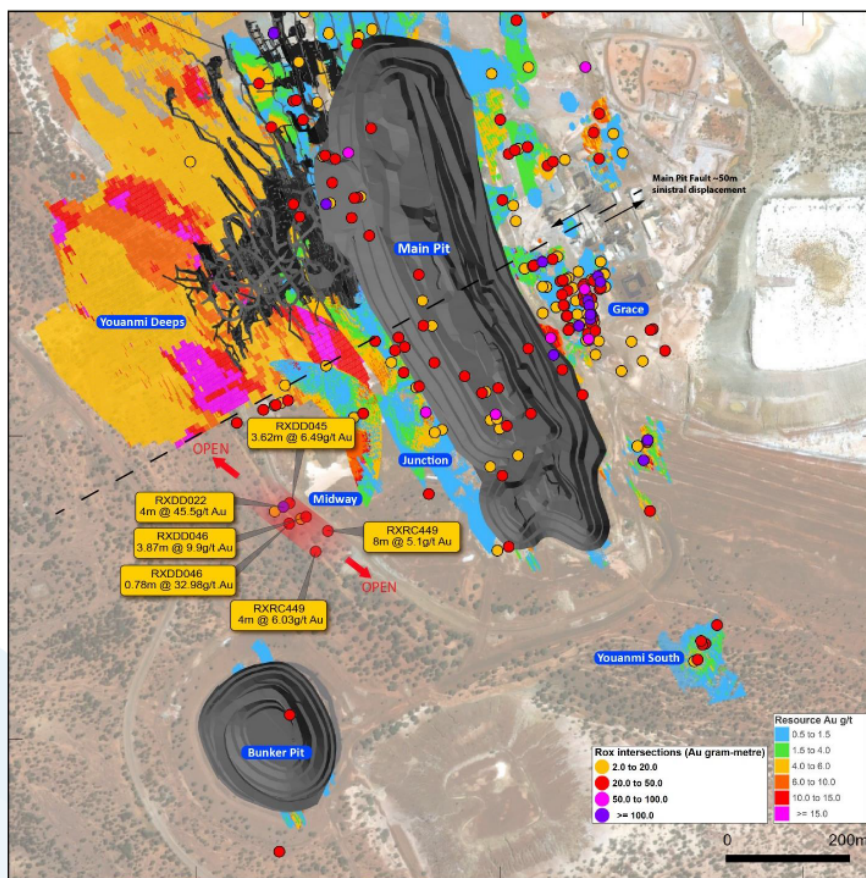 Main Pit Fault ~50m
sinistral displacement
Main Pit
Youanmi Deeps
Grace
RXDD045
3.62m @ 6.49g/t Au
OPEN
Junction
Midway
RXDD022
4m @ 45.5g/t Au
RXDD046
3.87m @ 9.9g/t Au
RXRC449
8m @ 5.1g/t Au
RXDD046
0.78m @ 32.98g/t Au
OPEN
RXRC449
4m @ 6.03g/t Au
Youanmi South
Bunker Pit
Rox intersections (Au gram-metre)
2.0 to 20.0
20.0 to 50.0
50.0 to 100.0
>= 100.0
Resource Au g/t
0.5 to 1.5
1.5 to 4.0
4.0 to 6.0
6.0 to 10.0
10.0 to 15.0
>= 15.0
0 200m